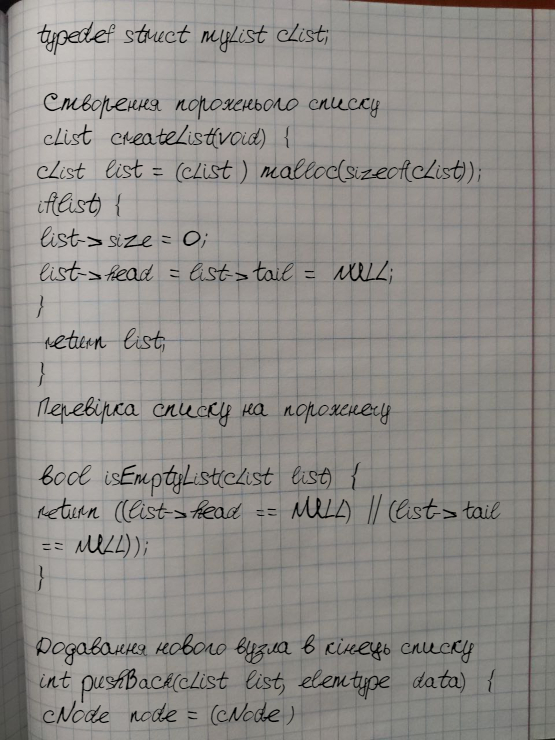 typedef struct myList cList;
Створення порожнього списку
cList createList(void) {
cList list = (cList) malloc(sizeof(cList));
if(list) {
list->size = 0;
list->head = list->tail = NULL;
}
return list;
}
Перевірка списку на порожнечу
bool isEmptyList(cList list) {
return ((list->head == NULL) || (list->tail
== NULL));
}
Додавання нового вузла в кінець списку
int pushBack(cList list, elemtype data) {
cNode node = (cNode)